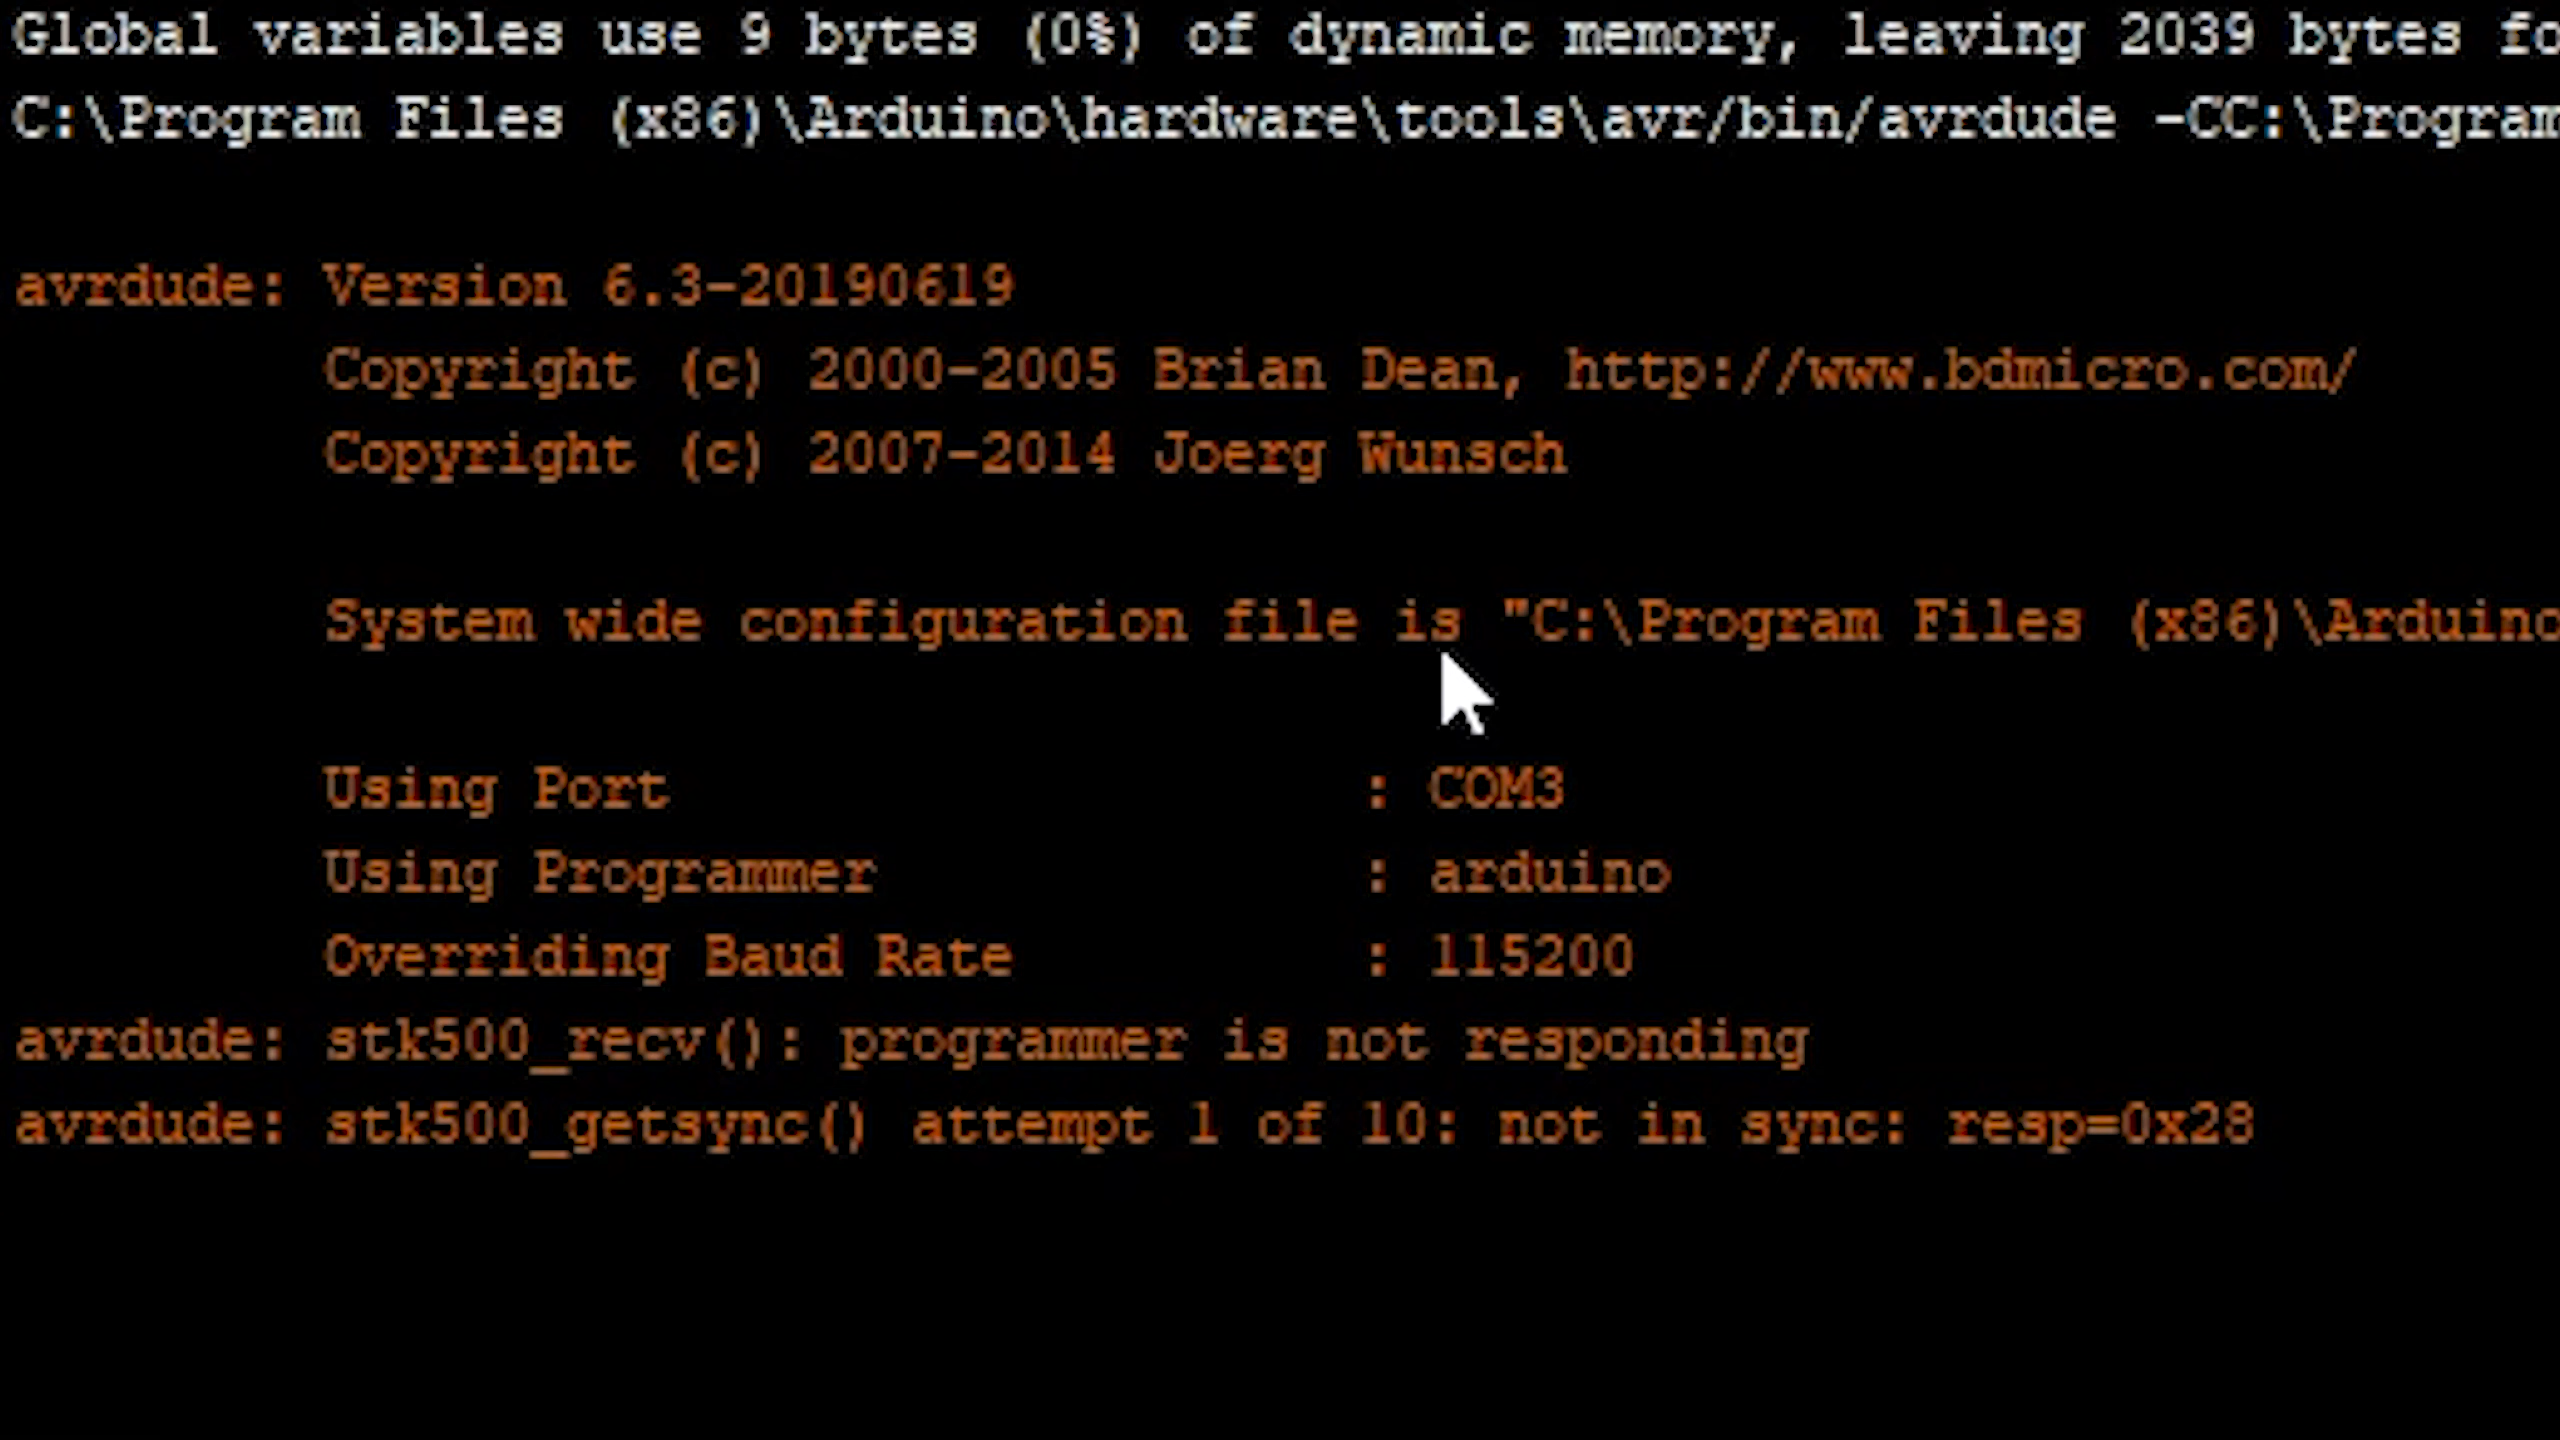 Global variables use 9 bytes (0%) of dynamic memory, leaving 2039 bytes fo
C:\Program Files (x86)\Arduino\hardware\tools\avr/bin/avrdude -CC:\Program
avrdude: Version 6.3-20190619
Copyright (c) 2000-2005 Brian Dean, http://www.bdmicro.com/
Copyright (c) 2007-2014 Joerg Wunsch
System wide configuration file is "C:\Program Files (x86)\Arduino
Using Port : COM3
Using Programmer : arduino
Overriding Baud Rate : 115200
avrdude: stk500_recv(): programmer is not responding
avrdude: stk500_getsync() attempt 1 of 10: not in sync: resp=0x28